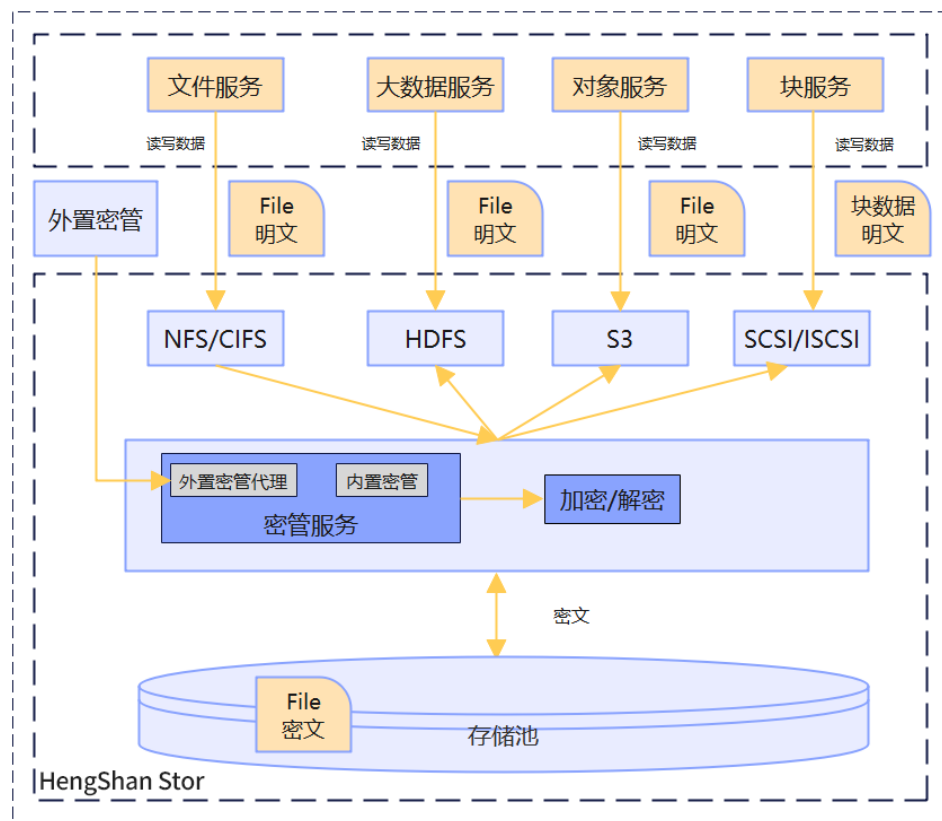 文件服务
大数据服务
对象服务
块服务
读写数据
读写数据
读写数据
读写数据
外置密管
File
明文
File
明文
File
明文
块数据
明文
NFS/CIFS
HDFS
S3
SCSI/ISCSI
外置密管代理
内置密管
密管服务
加密/解密
密文
File
密文
存储池
HengShan Stor